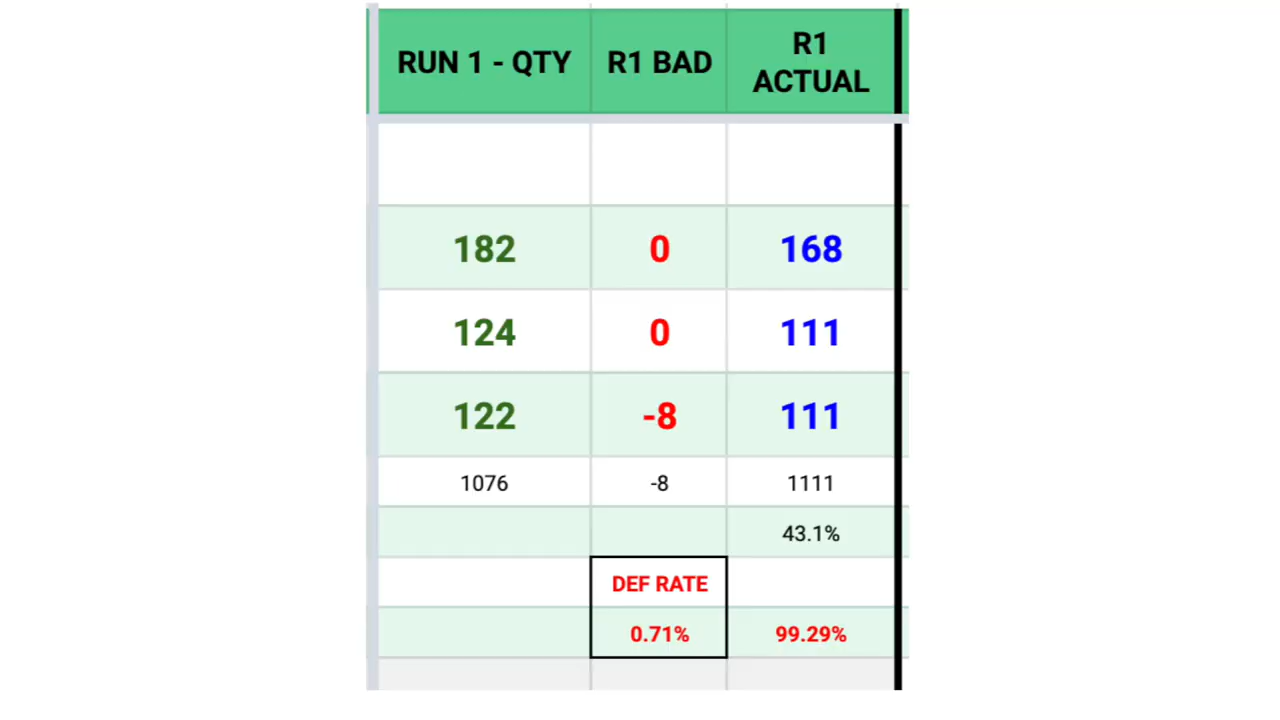 RUN 1 - QTY R1 BAD R1 ACTUAL
182 0 168
124 0 111
122 -8 111
1076 -8 1111
43.1%
DEF RATE
0.71% 99.29%